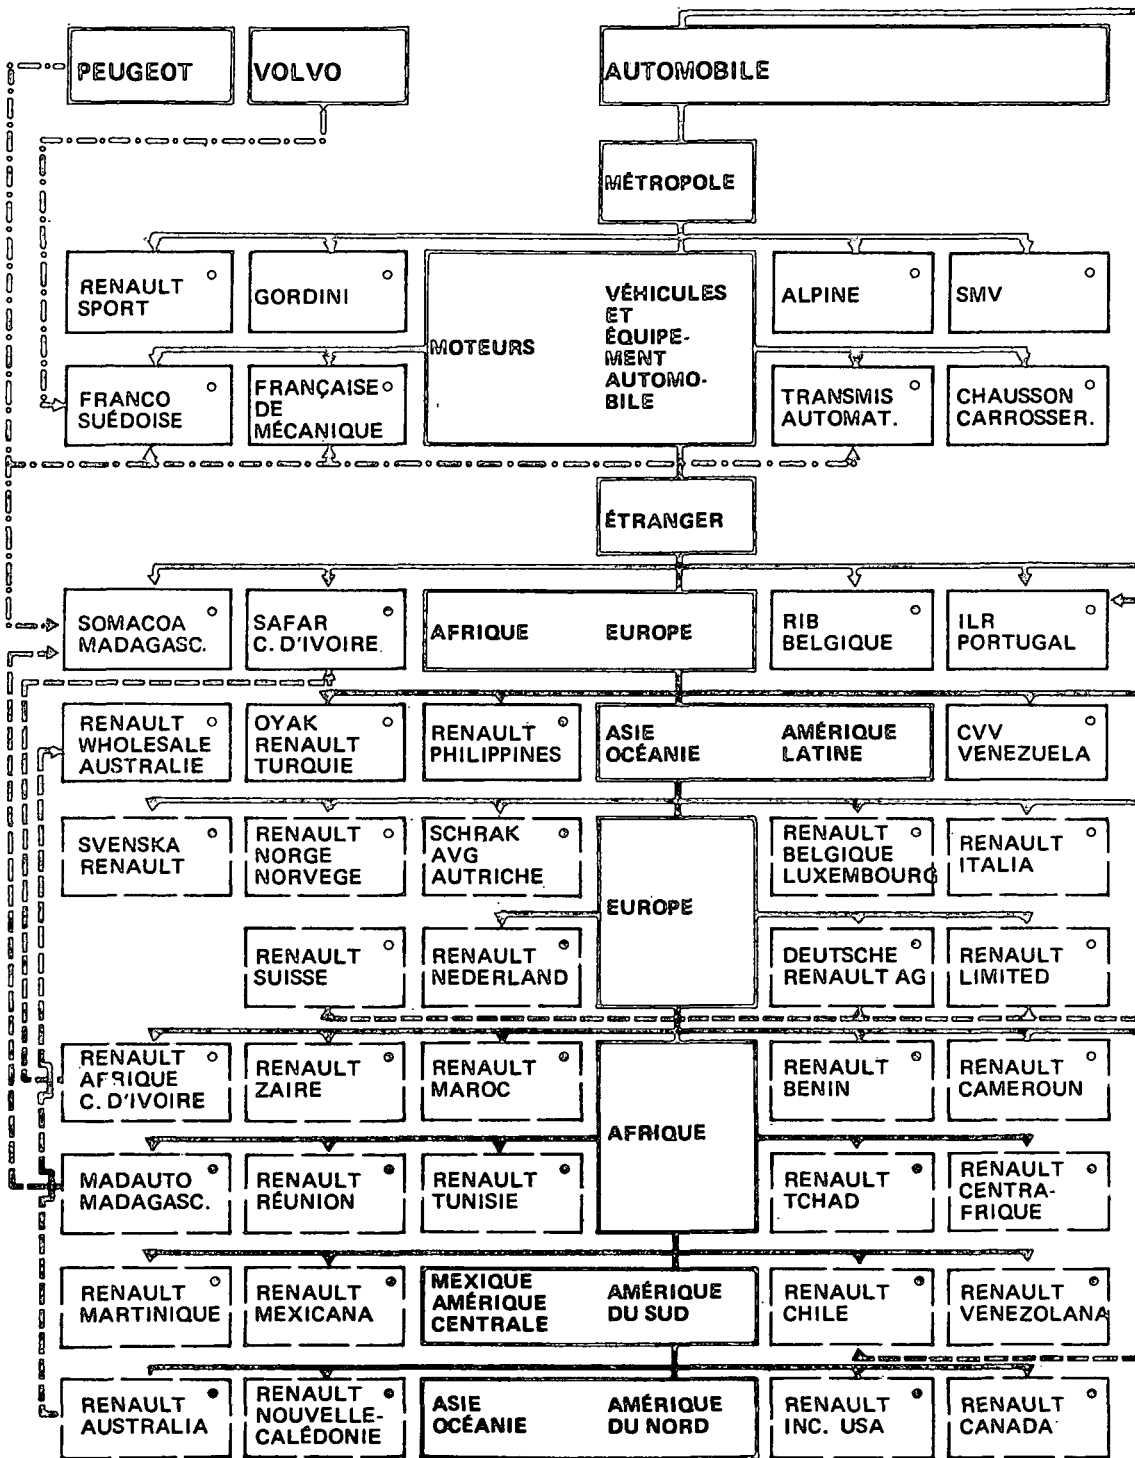 PEUGEOT
VOLVO
AUTOMOBILE
MÉTROPOLE
RENAULT
SPORT
GORDINI
MOTEURS
VÉHICULES
ET
ÉQUIPE-
MENT
AUTOMO-
BILE
ALPINE
SMV
FRANCO
SUÉDOISE
FRANÇAISE
DE
MÉCANIQUE
TRANSMIS
AUTOMAT.
CHAUSSON
CARROSSER.
ÉTRANGER
SOMACOA
MADAGASC.
SAFAR
C. D'IVOIRE
AFRIQUE
EUROPE
RIB
BELGIQUE
ILR
PORTUGAL
RENAULT
WHOLESALE
AUSTRALIE
OYAK
RENAULT
TURQUIE
RENAULT
PHILIPPINES
ASIE
OCÉANIE
AMÉRIQUE
LATINE
CVV
VENEZUELA
SVENSKA
RENAULT
RENAULT
NORGE
NORVEGE
SCHRAK
AVG
AUTRICHE
EUROPE
RENAULT
BELGIQUE
LUXEMBOURG
RENAULT
ITALIA
RENAULT
SUISSE
RENAULT
NEDERLAND
DEUTSCHE
RENAULT AG
RENAULT
LIMITED
RENAULT
AFRIQUE
C. D'IVOIRE
RENAULT
ZAIRE
RENAULT
MAROC
AFRIQUE
RENAULT
BENIN
RENAULT
CAMEROUN
MADAUTO
MADAGASC.
RENAULT
RÉUNION
RENAULT
TUNISIE
RENAULT
TCHAD
RENAULT
CENTRA-
FRIQUE
RENAULT
MARTINIQUE
RENAULT
MEXICANA
MEXIQUE
AMÉRIQUE
CENTRALE
AMÉRIQUE
DU SUD
RENAULT
CHILE
RENAULT
VENEZOLANA
RENAULT
AUSTRALIA
RENAULT
NOUVELLE-
CALÉDONIE
ASIE
OCÉANIE
AMÉRIQUE
DU NORD
RENAULT
INC. USA
RENAULT
CANADA